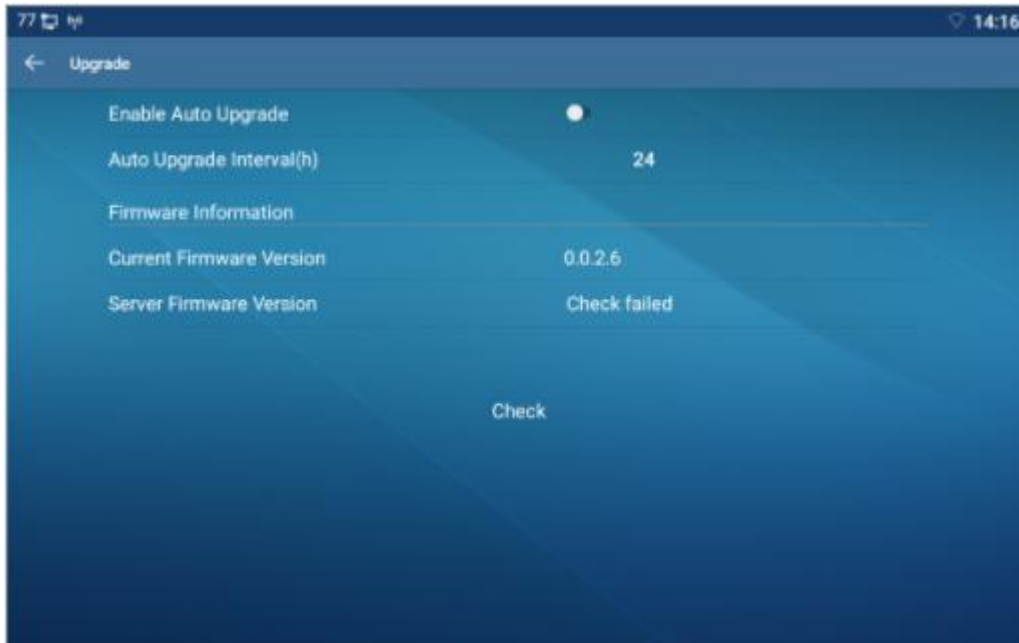 77 14:16
Upgrade
Enable Auto Upgrade
Auto Upgrade Interval(h) 24
Firmware Information
Current Firmware Version 0.0.2.6
Server Firmware Version Check failed
Check